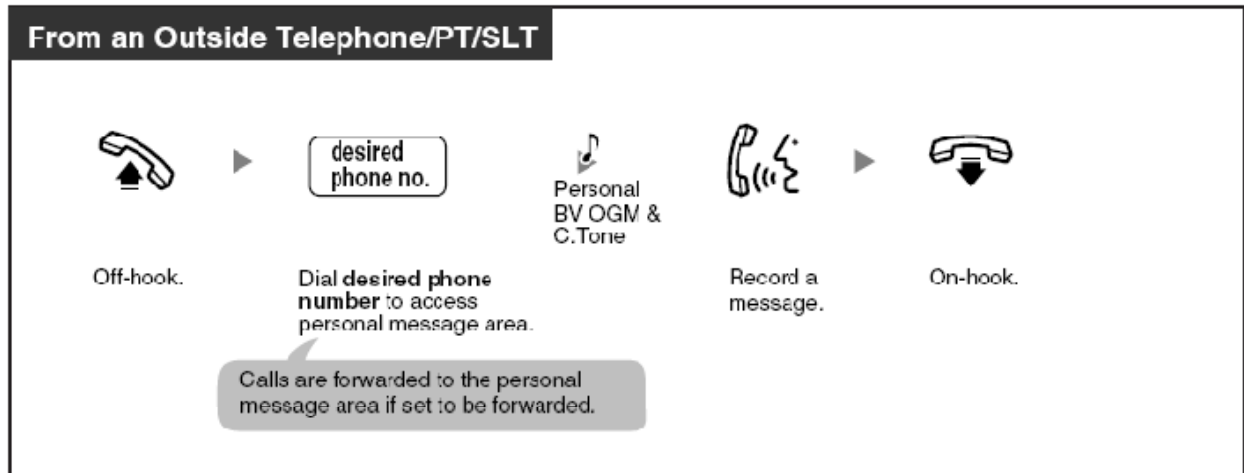 From an Outside Telephone/PT/SLT
desired
phone no.
Personal
BV OGM &
C.Tone
Off-hook.
Dial desired phone
number to access
personal message area.
Record a
message.
On-hook.
Calls are forwarded to the personal
message area if set to be forwarded.